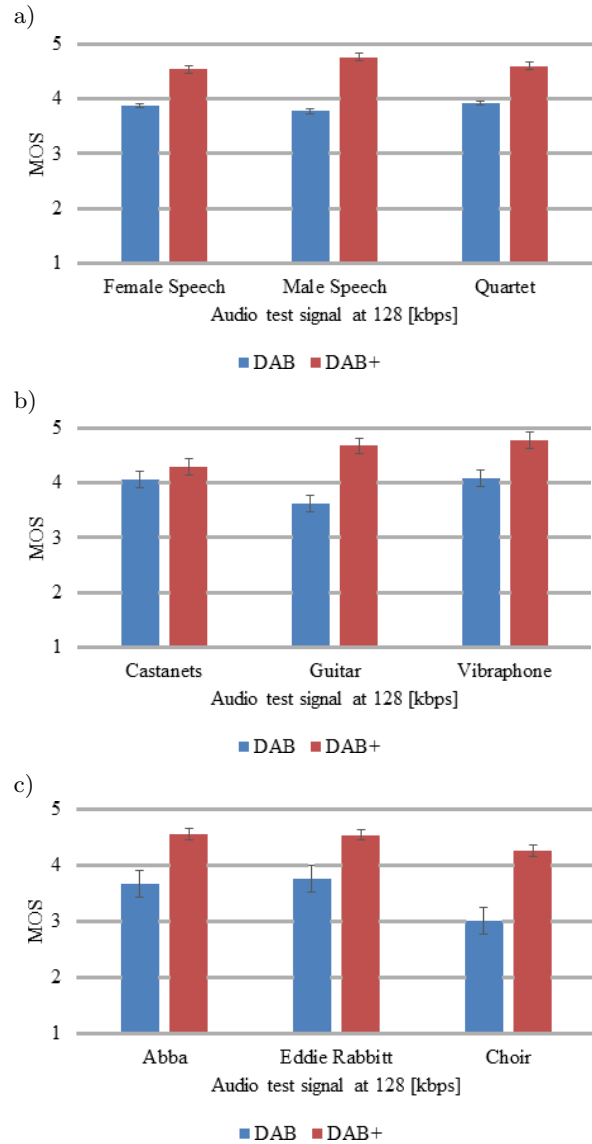 a)
5
4
3
2
1
MOS
Female Speech Male Speech Quartet
Audio test signal at 128 [kbps]
DAB DAB+
b)
5
4
3
2
1
MOS
Castanets Guitar Vibraphone
Audio test signal at 128 [kbps]
DAB DAB+
c)
5
4
3
2
1
MOS
Abba Eddie Rabbitt Choir
Audio test signal at 128 [kbps]
DAB DAB+